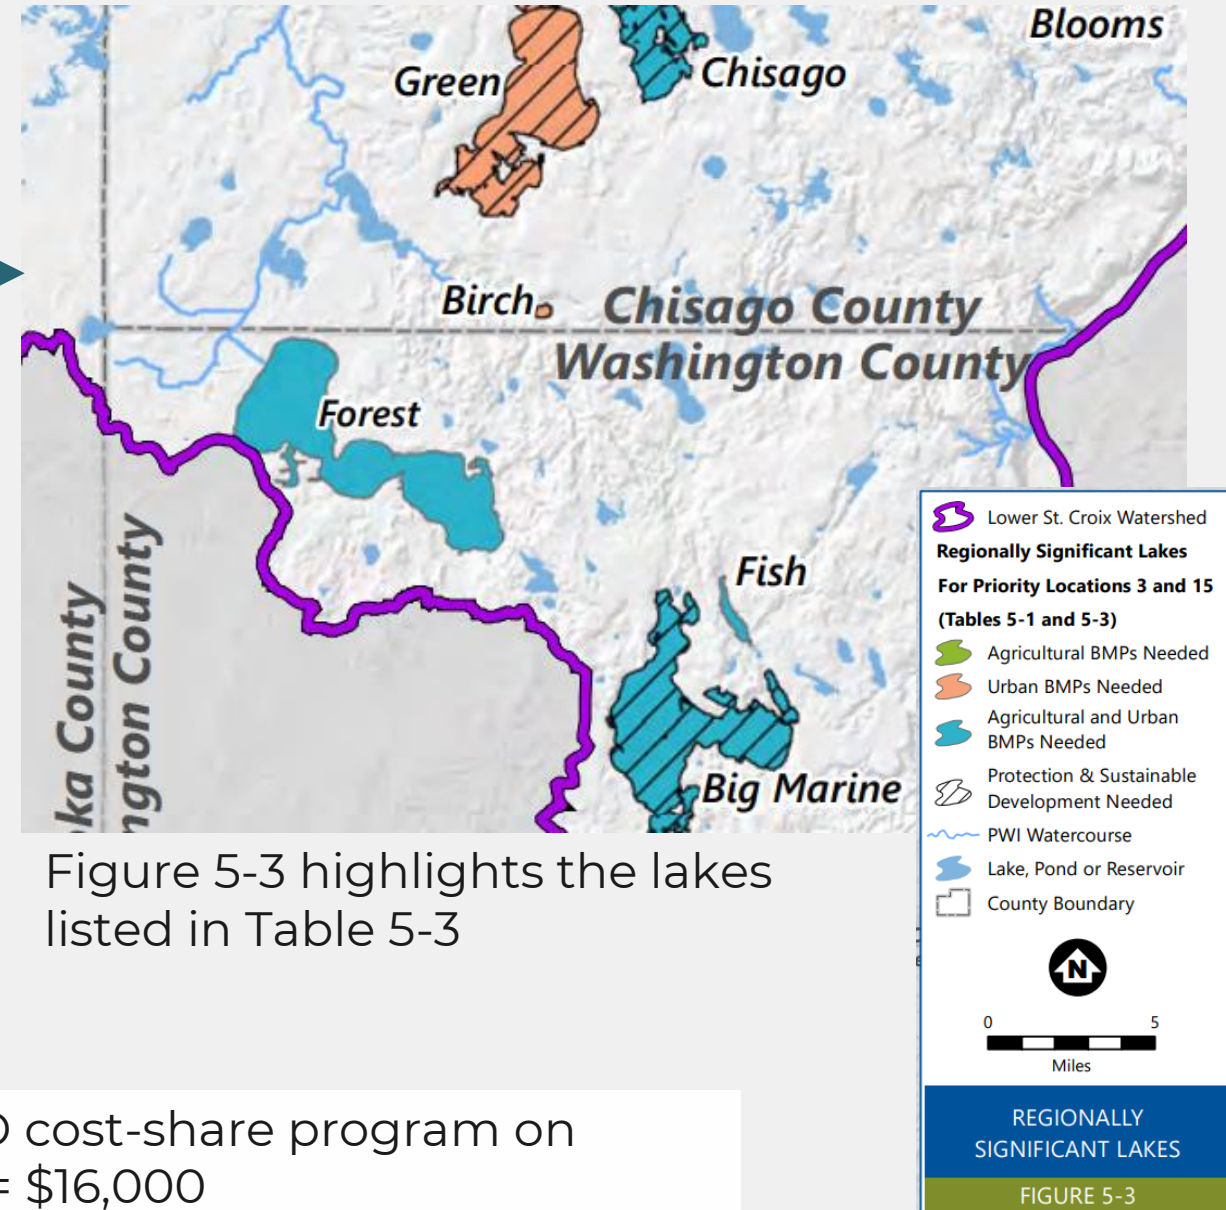 Blooms
Green
Chisago
Birch
Chisago County
Washington County
Forest
Fish
Big Marine
ka County
ngton County
Lower St. Croix Watershed
Regionally Significant Lakes
For Priority Locations 3 and 15
(Tables 5-1 and 5-3)
Agricultural BMPs Needed
Urban BMPs Needed
Agricultural and Urban
BMPs Needed
Protection & Sustainable
Development Needed
PWI Watercourse
Lake, Pond or Reservoir
County Boundary
N
0 5
Miles
REGIONALLY
SIGNIFICANT LAKES
FIGURE 5-3
Figure 5-3 highlights the lakes
listed in Table 5-3
cost-share program on
= $16,000